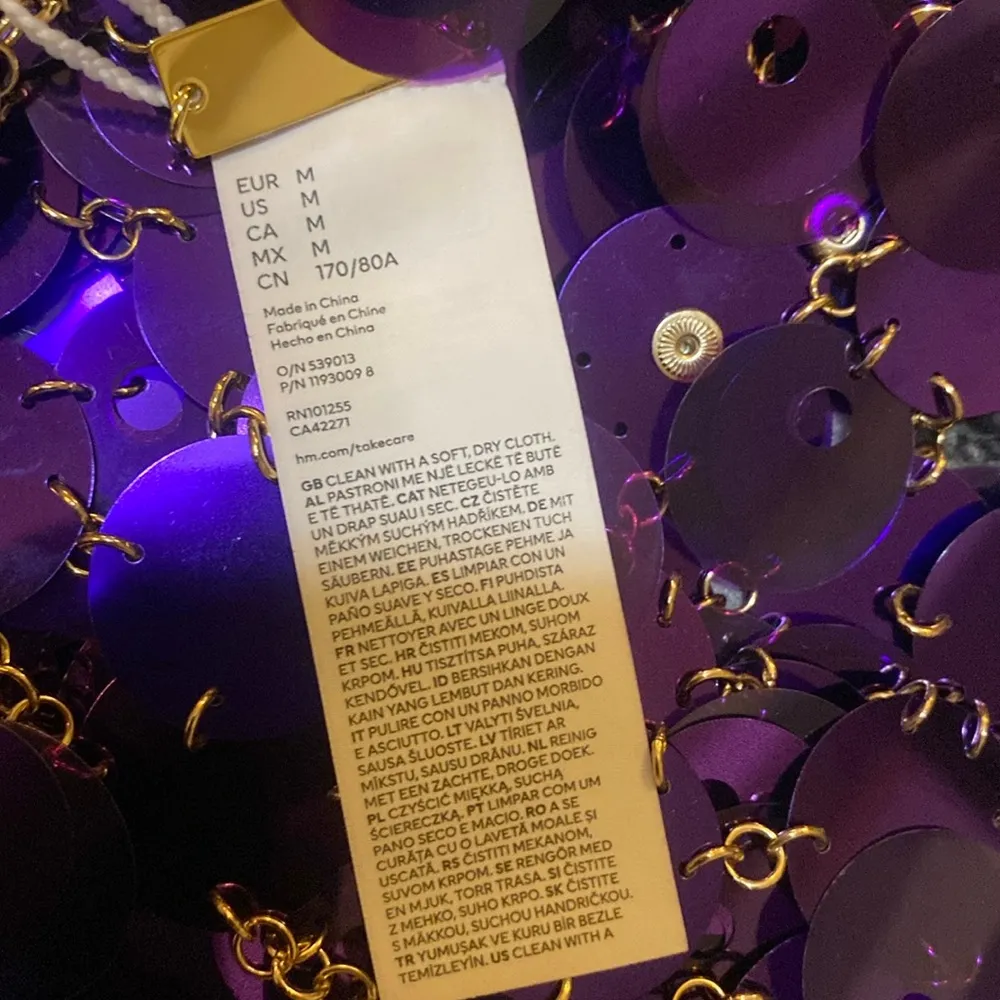 EUR M
US M
CA M
MX M
CN 170/80A
Made in China
Fabriqué en Chine
Hecho en China
O/N 539013
P/N 1193009 8
RN101255
CA42271
hm.com/takecare
GB CLEAN WITH A SOFT, DRY CLOTH.
AL PASTRONI ME NJË LECKË TË BUTË
E TË THATË. CAT NETEGEU-LO AMB
UN DRAP SUAU I SEC. CZ ČISTĚTE
MĚKKÝM SUCHÝM HADŘÍKEM. DE MIT
EINEM WEICHEN, TROCKENEN TUCH
SÄUBERN. EE PUHASTAGE PEHME JA
KUIVA LAPIGA. ES LIMPIAR CON UN
PAÑO SUAVE Y SECO. FI PUHDISTA
PEHMEÄLLÄ, KUIVALLA LIINALLA.
FR NETTOYER AVEC UN LINGE DOUX
ET SEC. HR ČISTITI MEKOM, SUHOM
KRPOM. HU TISZTÍTSA PUHA, SZÁRAZ
KENDŐVEL. ID BERSIHKAN DENGAN
KAIN YANG LEMBUT DAN KERING.
IT PULIRE CON UN PANNO MORBIDO
E ASCIUTTO. LT VALYTI ŠVELNIA,
SAUSA ŠLUOSTE. LV TĪRIET AR
MĪKSTU, SAUSU DRĀNU. NL REINIG
MET EEN ZACHTE, DROGE DOEK.
PL CZYŚCIĆ MIĘKKĄ, SUCHĄ
ŚCIERECZKĄ. PT LIMPAR COM UM
PANO SECO E MACIO. RO A SE
CURĂȚA CU O LAVETĂ MOALE ȘI
USCATĂ. RS ČISTITI MEKANOM,
SUVOM KRPOM. SE RENGÖR MED
EN MJUK, TORR TRASA. SI ČISTITE
Z MEHKO, SUHO KRPO. SK ČISTITE
S MÄKKOU, SUCHOU HANDRIČKOU.
TR YUMUŞAK VE KURU BİR BEZLE
TEMİZLEYİN. US CLEAN WITH A